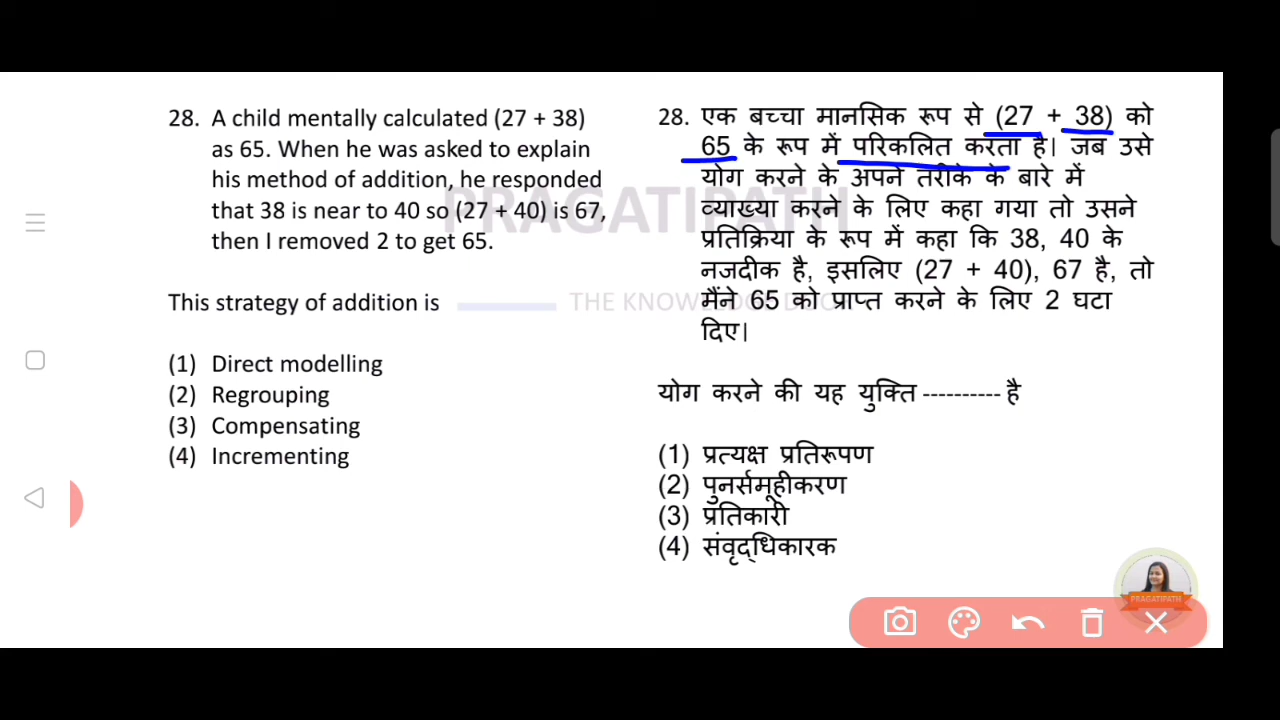 28. A child mentally calculated (27 + 38)
as 65. When he was asked to explain
his method of addition, he responded
that 38 is near to 40 so (27 + 40) is 67,
then I removed 2 to get 65.
This strategy of addition is
(1) Direct modelling
(2) Regrouping
(3) Compensating
(4) Incrementing
28. एक बच्चा मानसिक रूप से (27 + 38) को
65 के रूप में परिकलित करता है। जब उसे
योग करने के अपने तरीके के बारे में
व्याख्या करने के लिए कहा गया तो उसने
प्रतिक्रिया के रूप में कहा कि 38, 40 के
नजदीक है, इसलिए (27 + 40), 67 है, तो
मैंने 65 को प्राप्त करने के लिए 2 घटा
दिए।
योग करने की यह युक्ति ---------- है
(1) प्रत्यक्ष प्रतिरूपण
(2) पुनर्समूहीकरण
(3) प्रतिकारी
(4) संवृद्धिकारक
PRAGATIPATH
THE KNOWLEDGE DOOR
PRAGATIPATH